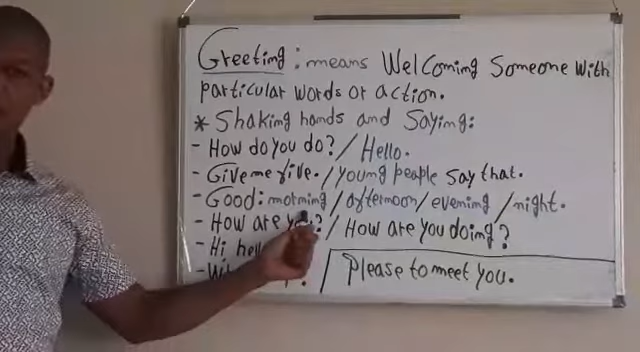 Greeting: means Welcoming Someone with
particular words or action.
* Shaking hands and Saying:
- How do you do? / Hello.
- Give me five. / young people say that.
- Good: morning / afternoon / evening / night.
- How are you? / How are you doing?
- Hi
/ Please to meet you.